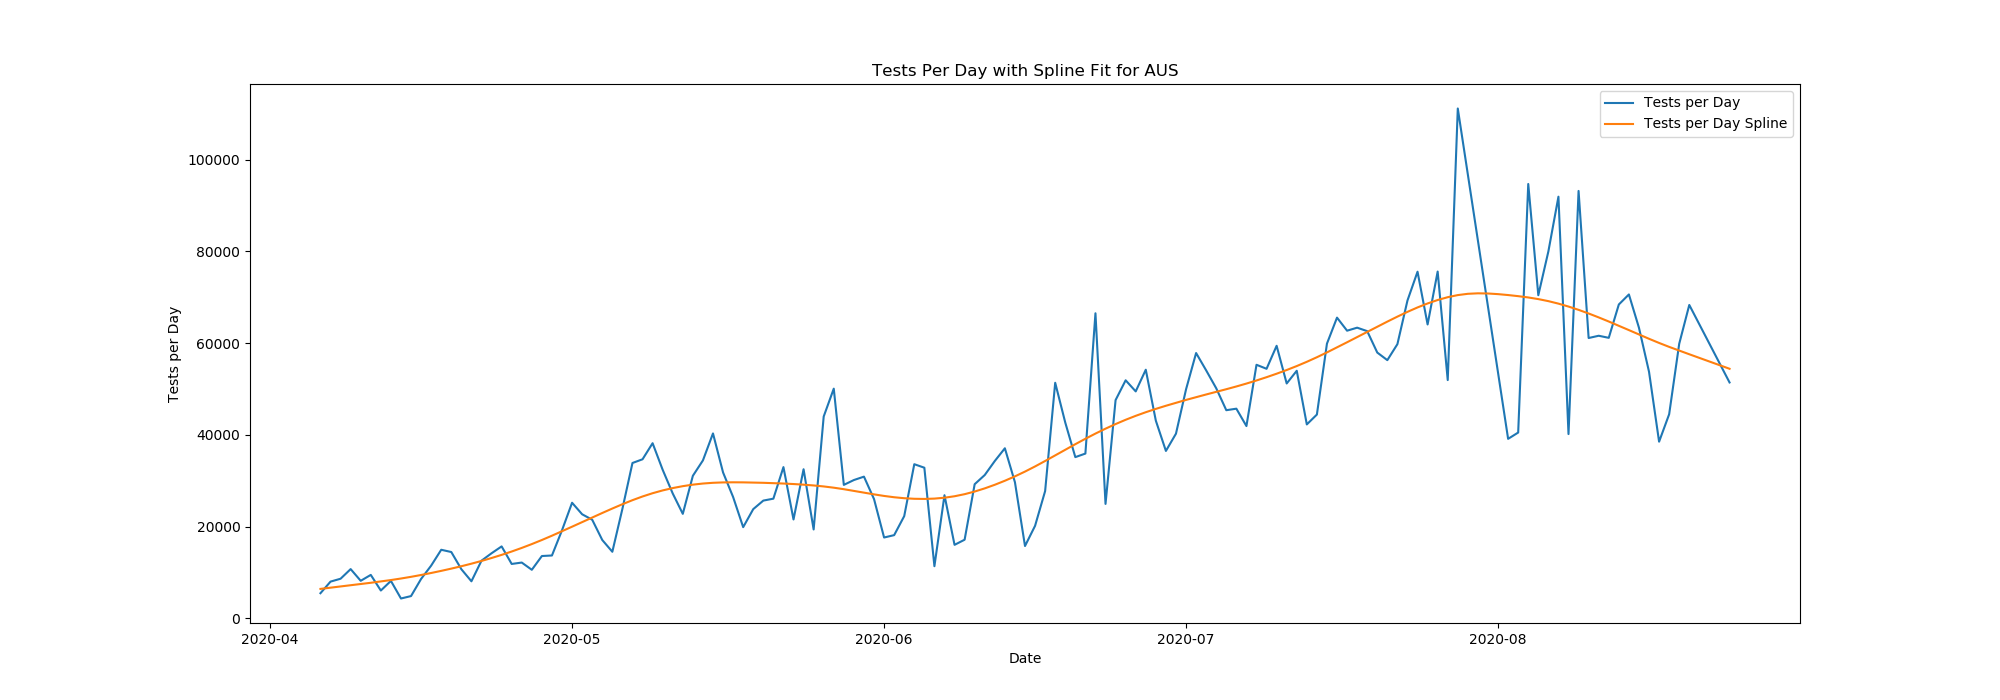 Tests Per Day with Spline Fit for AUS
Tests per Day
Tests per Day Spline
100000
80000
60000
40000
20000
0
Tests per Day
2020-04
2020-05
2020-06
2020-07
2020-08
Date